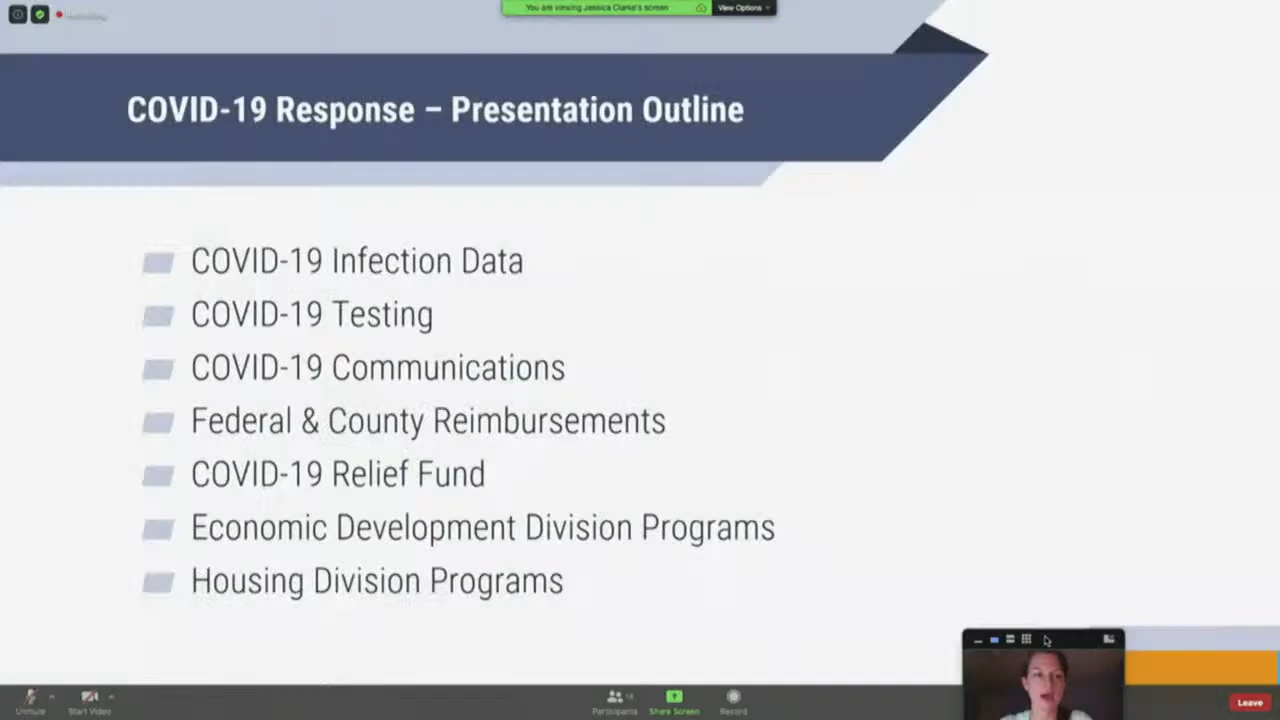 You are viewing Jessica Clarke's screen
View Options
COVID-19 Response – Presentation Outline
COVID-19 Infection Data
COVID-19 Testing
COVID-19 Communications
Federal & County Reimbursements
COVID-19 Relief Fund
Economic Development Division Programs
Housing Division Programs
Unmute
Start Video
Participants
14
Share Screen
Record
Leave